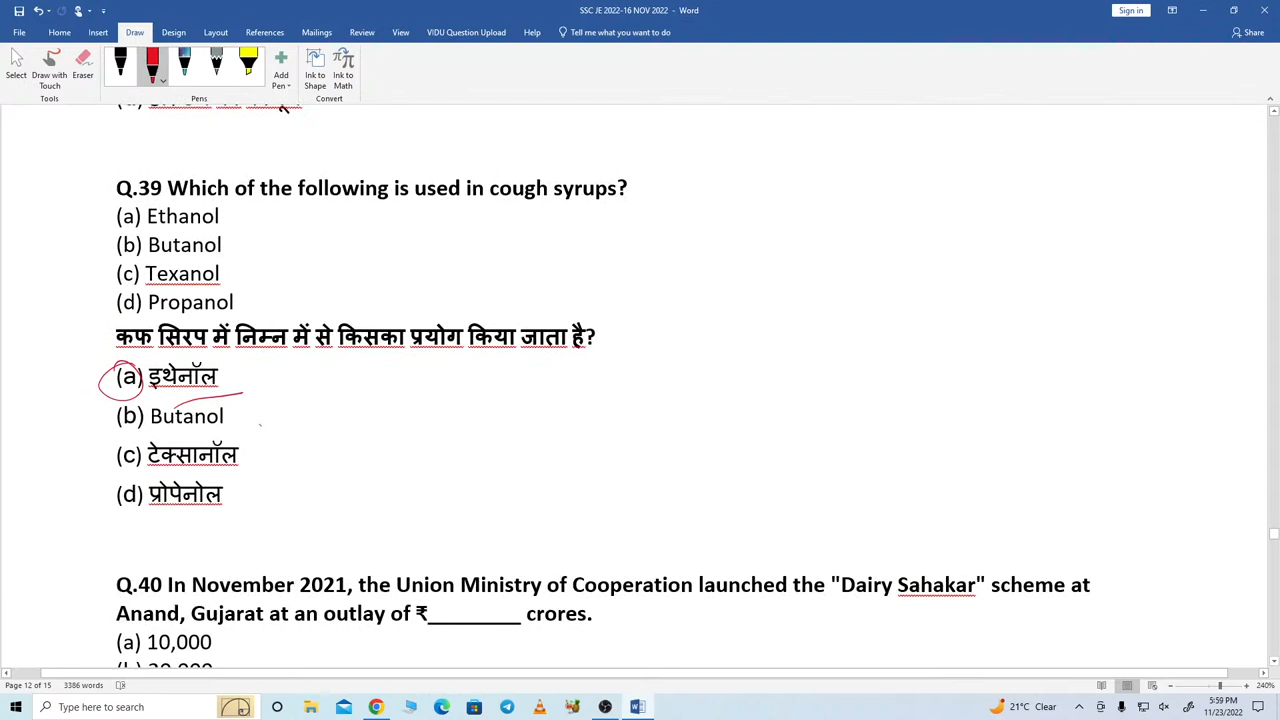 SSC JE 2022-16 NOV 2022 - Word
Sign in
File Home Insert Draw Design Layout References Mailings Review View VIDU Question Upload Help Tell me what you want to do Share
Select Draw with Touch Eraser Add Pen Ink to Shape Ink to Math
Tools Pens Convert
Q.39 Which of the following is used in cough syrups?
(a) Ethanol
(b) Butanol
(c) Texanol
(d) Propanol
कफ सिरप में निम्न में से किसका प्रयोग किया जाता है?
(a) इथेनॉल
(b) Butanol
(c) टेक्सानॉल
(d) प्रोपेनोल
Q.40 In November 2021, the Union Ministry of Cooperation launched the "Dairy Sahakar" scheme at
Anand, Gujarat at an outlay of ₹________ crores.
(a) 10,000
Page 12 of 15 3386 words 240%
Type here to search 21°C Clear 5:59 PM
11/23/2022